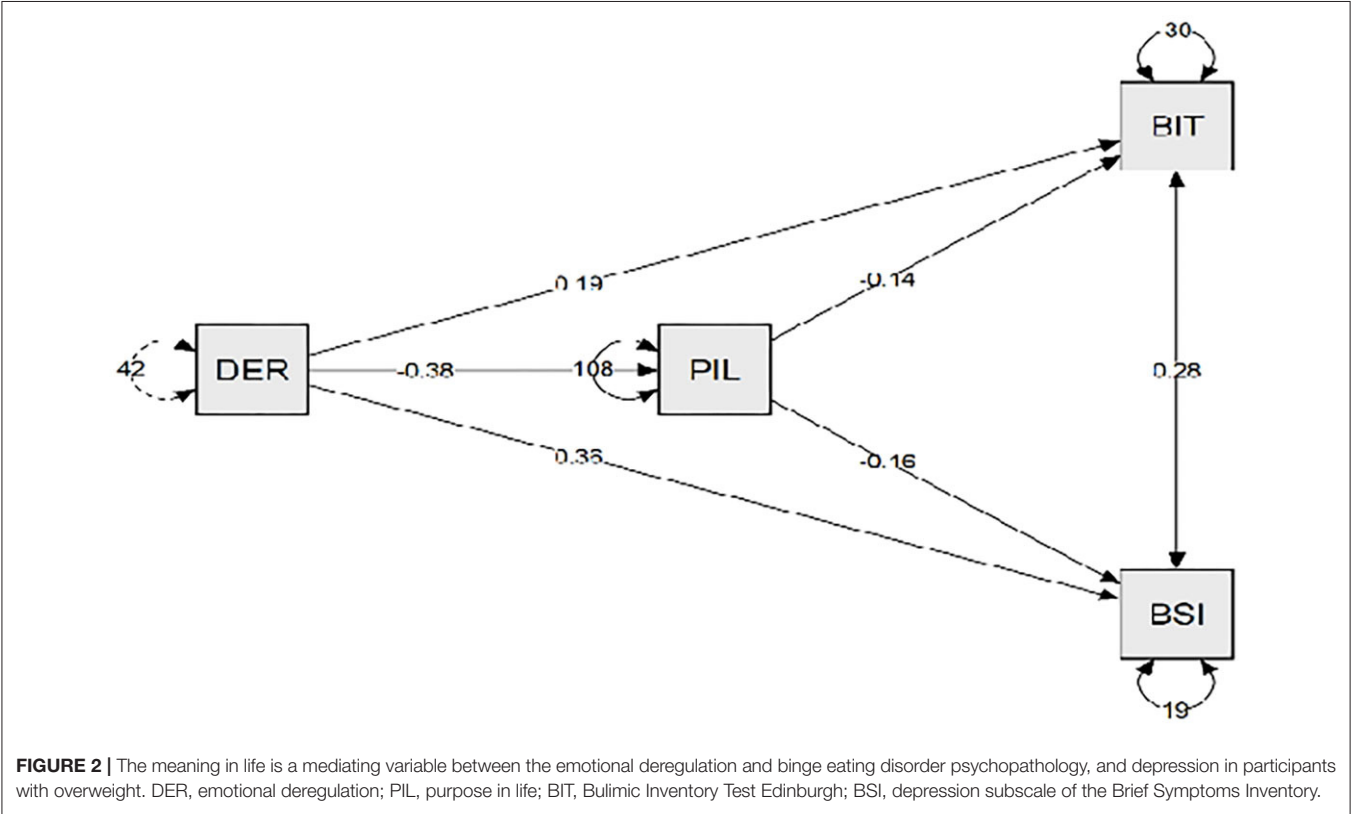 30
BIT
0.19
-0.14
42
DER
-0.38
108
PIL
0.28
0.36
-0.16
BSI
19
FIGURE 2 | The meaning in life is a mediating variable between the emotional deregulation and binge eating disorder psychopathology, and depression in participants
with overweight. DER, emotional deregulation; PIL, purpose in life; BIT, Bulimic Inventory Test Edinburgh; BSI, depression subscale of the Brief Symptoms Inventory.